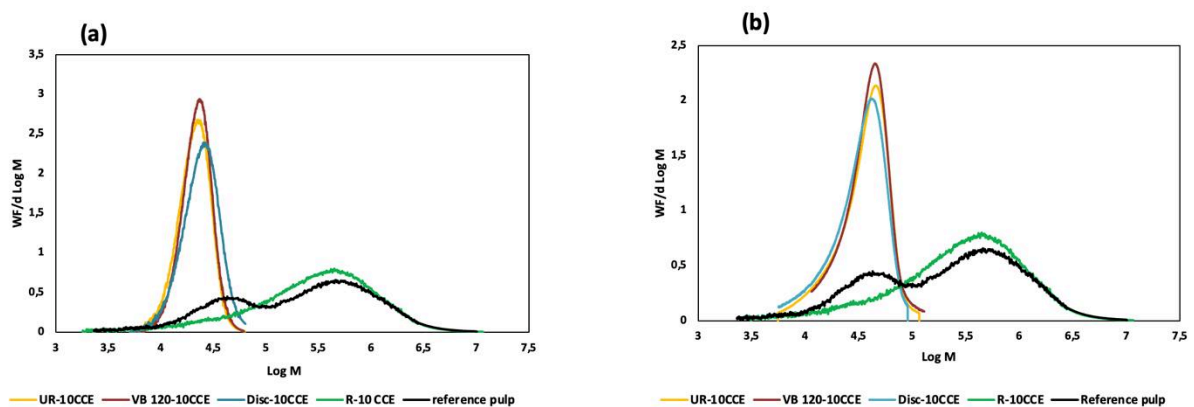 (a)
WF/d Log M
3,5
3
2,5
2
1,5
1
0,5
0
3 3,5 4 4,5 5 5,5 6 6,5 7 7,5
Log M
UR-10CCE VB 120-10CCE Disc-10CCE R-10 CCE reference pulp
(b)
WF/d Log M
2,5
2
1,5
1
0,5
0
3 3,5 4 4,5 5 5,5 6 6,5 7 7,5
Log M
UR-10CCE VB 120-10CCE Disc-10CCE R-10CCE Reference pulp